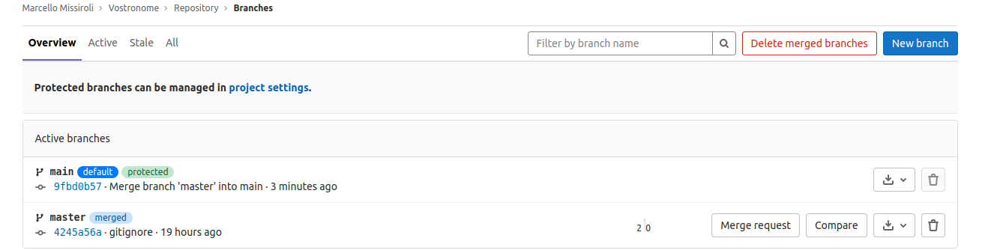 Marcello Missiroli › Vostronome › Repository › Branches
Overview Active Stale All Filter by branch name Delete merged branches New branch
Protected branches can be managed in project settings.
Active branches
main default protected
9fbd0b57 · Merge branch 'master' into main · 3 minutes ago
master merged
4245a56a · gitignore · 19 hours ago
2 0 Merge request Compare